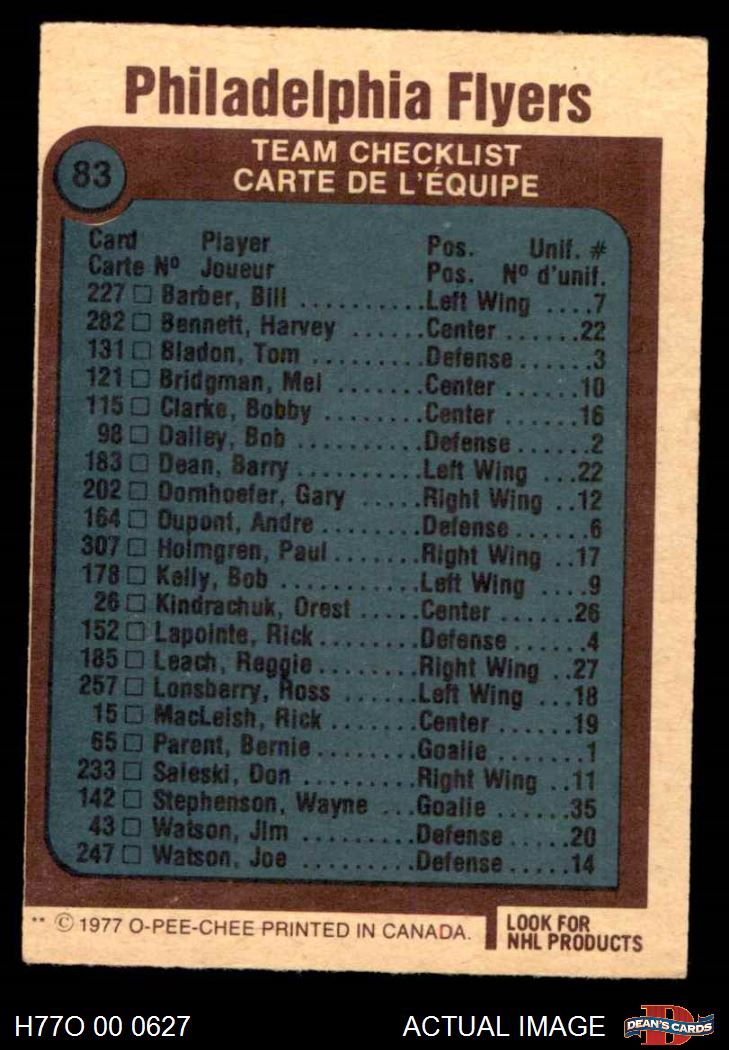 Philadelphia Flyers
83
TEAM CHECKLIST
CARTE DE L'ÉQUIPE
Card Player Pos. Unif. #
Carte Nº Joueur Pos. Nº d'unif.
227 □ Barber, Bill ..........Left Wing ....7
282 □ Bennett, Harvey ......Center .......22
131 □ Bladon, Tom .........Defense......3
121 □ Bridgman, Mel .......Center ......10
115 □ Clarke, Bobby ........Center ......16
98 □ Dailey, Bob ..........Defense......2
183 □ Dean, Barry ..........Left Wing ...22
202 □ Dornhoefer, Gary .....Right Wing ..12
164 □ Dupont, Andre ........Defense......6
307 □ Holmgren, Paul .......Right Wing ..17
178 □ Kelly, Bob ...........Left Wing ....9
26 □ Kindrachuk, Orest .....Center ......26
152 □ Lapointe, Rick ........Defense ......4
185 □ Leach, Reggie ........Right Wing ..27
257 □ Lonsberry, Ross ......Left Wing ...18
15 □ MacLeish, Rick .......Center ......19
65 □ Parent, Bernie ........Goalie .......1
233 □ Saleski, Don .........Right Wing ..11
142 □ Stephenson, Wayne ...Goalie ......35
43 □ Watson, Jim ..........Defense .....20
247 □ Watson, Joe ..........Defense.....14
** © 1977 O-PEE-CHEE PRINTED IN CANADA.
LOOK FOR
NHL PRODUCTS
H77O 00 0627
ACTUAL IMAGE
D
DEAN'S CARDS